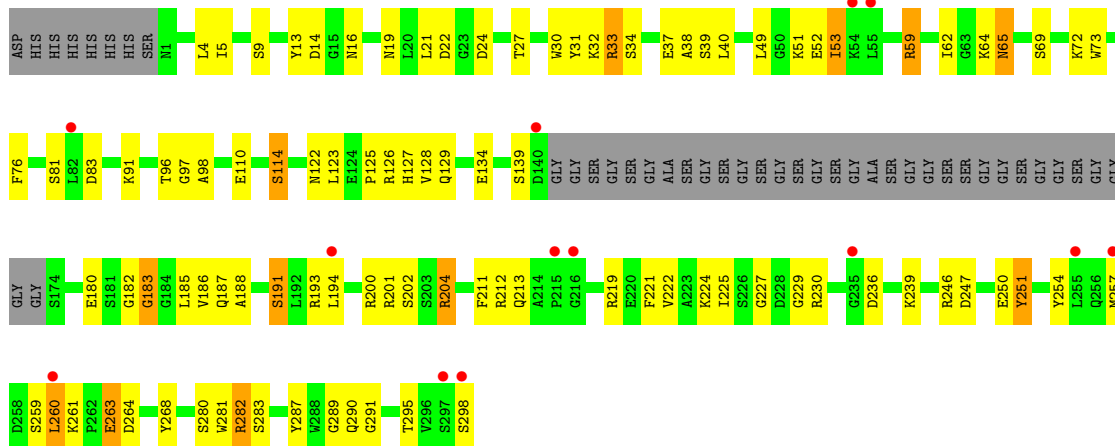 ASP HIS HIS HIS HIS HIS HIS SER N1 L4 I5 S9 Y13 D14 G15 N16 N19 L20 L21 D22 G23 D24 T27 W30 Y31 K32 R33 S34 E37 A38 S39 L40 L49 G50 K51 E52 I53 K54 L55 R59 I62 G63 K64 N65 S69 K72 W73
F76 S81 L82 D83 K91 T96 G97 A98 E110 S114 N122 L123 E124 P125 R126 H127 V128 Q129 E134 S139 D140 GLY GLY SER GLY SER GLY ALA SER GLY SER GLY SER GLY GLY SER SER GLY ALA SER GLY GLY SER SER GLY GLY SER GLY GLY SER GLY GLY
GLY GLY S174 E180 S181 G182 G183 G184 L185 V186 Q187 A188 S191 L192 R193 L194 R200 R201 S202 S203 R204 F211 R212 Q213 A214 P215 G216 R219 E220 F221 V222 A223 K224 I225 S226 G227 D228 G229 R230 G235 D236 K239 R246 D247 E250 Y251 Y254 L255 Q256 M257
D258 S259 L260 K261 P262 E263 D264 Y268 S280 W281 R282 S283 Y287 W288 G289 Q290 G291 T295 V296 S297 S298